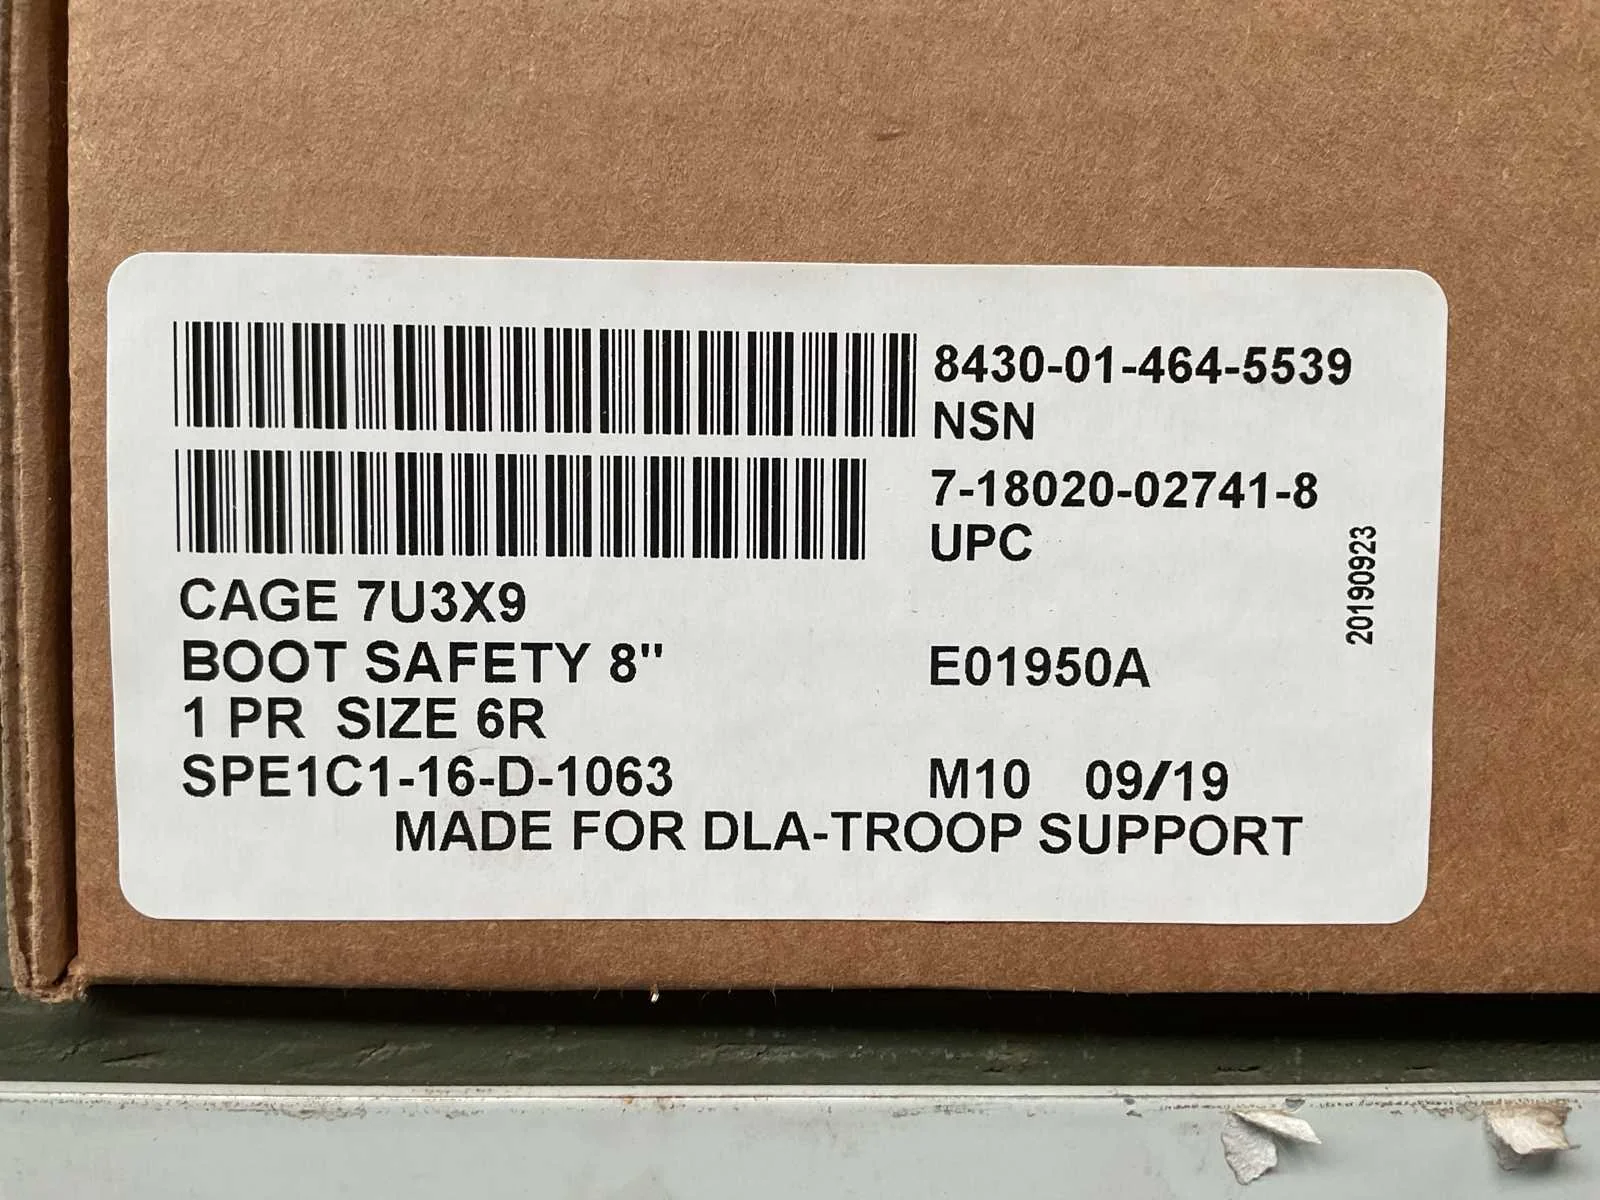 8430-01-464-5539
NSN
7-18020-02741-8
UPC
20190923
CAGE 7U3X9
BOOT SAFETY 8" E01950A
1 PR SIZE 6R
SPE1C1-16-D-1063 M10 09/19
MADE FOR DLA-TROOP SUPPORT